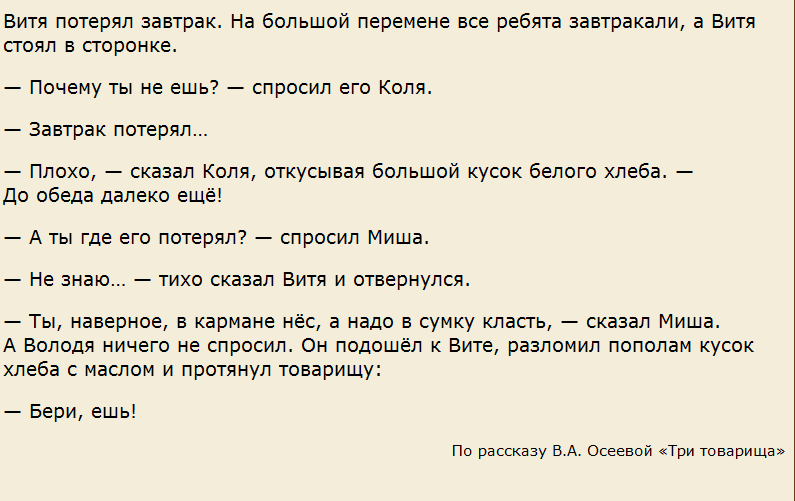 Витя потерял завтрак. На большой перемене все ребята завтракали, а Витя
стоял в сторонке.
— Почему ты не ешь? — спросил его Коля.
— Завтрак потерял…
— Плохо, — сказал Коля, откусывая большой кусок белого хлеба. —
До обеда далеко ещё!
— А ты где его потерял? — спросил Миша.
— Не знаю… — тихо сказал Витя и отвернулся.
— Ты, наверное, в кармане нёс, а надо в сумку класть, — сказал Миша.
А Володя ничего не спросил. Он подошёл к Вите, разломил пополам кусок
хлеба с маслом и протянул товарищу:
— Бери, ешь!
По рассказу В.А. Осеевой «Три товарища»